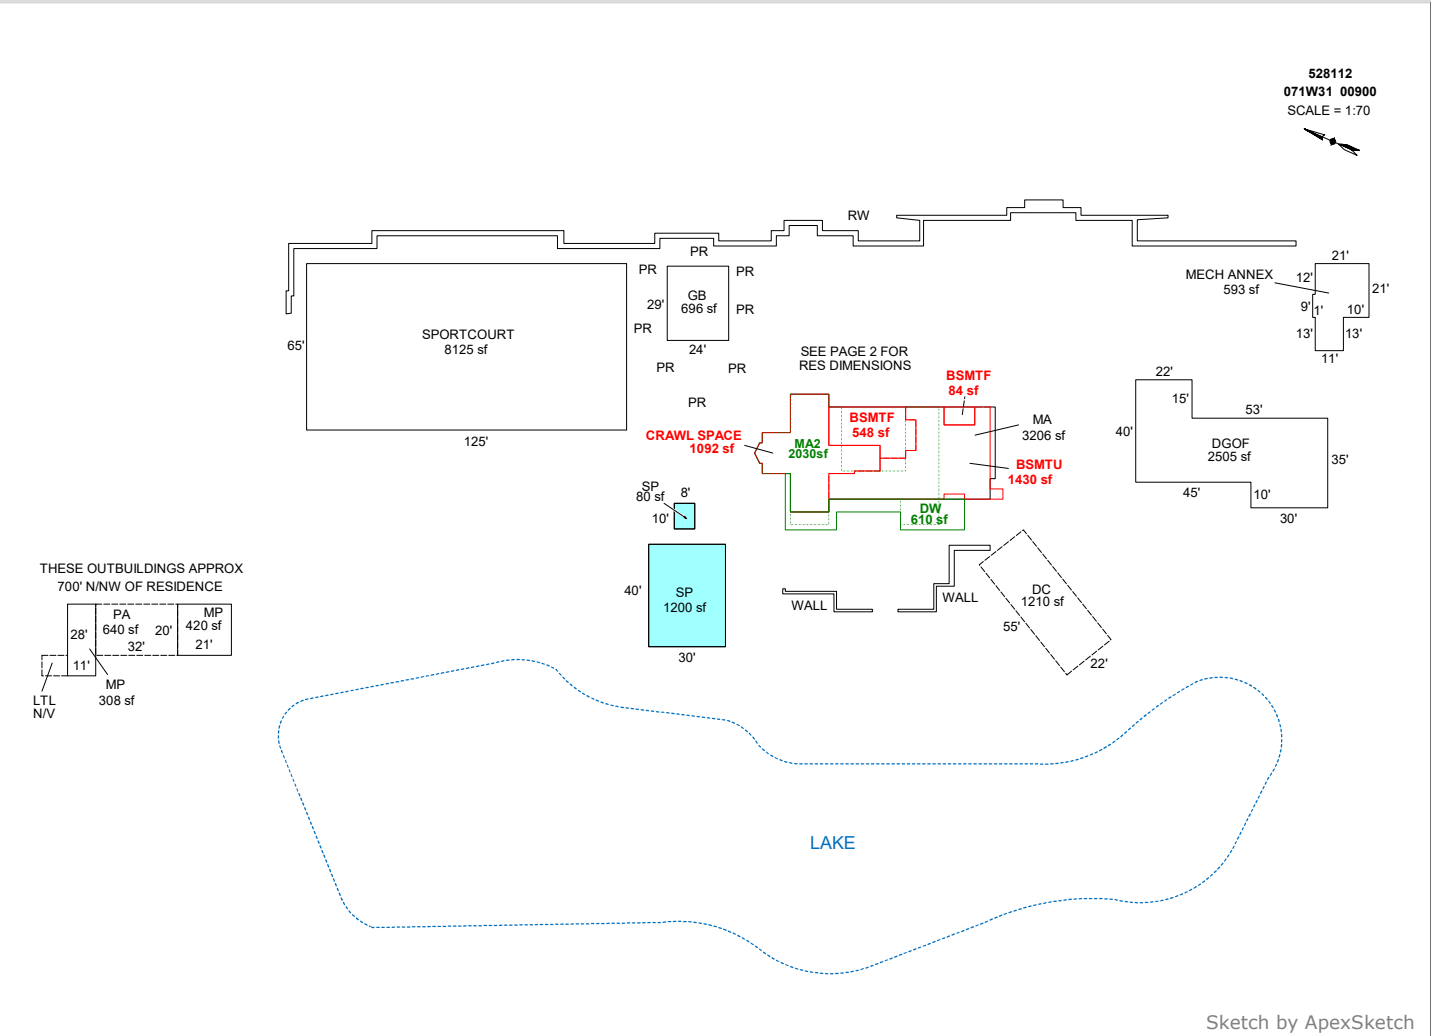 528112
071W31 00900
SCALE = 1:70
RW
PR
PR
PR
GB
696 sf
29'
24'
PR
PR
PR
PR
PR
SPORTCOURT
8125 sf
65'
125'
MECH ANNEX
593 sf
21'
12'
21'
9'
1'
10'
13'
13'
11'
SEE PAGE 2 FOR
RES DIMENSIONS
BSMTF
84 sf
BSMTF
548 sf
MA
3206 sf
CRAWL SPACE
1092 sf
MA2
2030sf
BSMTU
1430 sf
DW
610 sf
22'
15'
53'
40'
DGOF
2505 sf
35'
45'
10'
30'
SP
80 sf
8'
10'
SP
1200 sf
40'
30'
WALL
WALL
DC
1210 sf
55'
22'
THESE OUTBUILDINGS APPROX
700' N/NW OF RESIDENCE
PA
640 sf
32'
20'
MP
420 sf
21'
28'
11'
MP
308 sf
LTL
N/V
LAKE
Sketch by ApexSketch